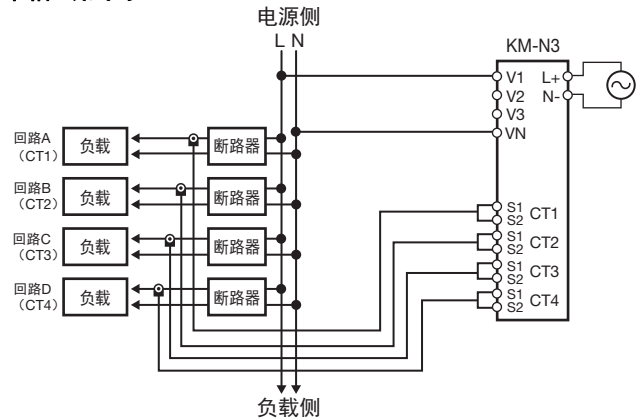 电源侧
L N
KM-N3
V1 L+
V2 N-
V3
VN
回路A
（CT1）
负载
断路器
回路B
（CT2）
负载
断路器
回路C
（CT3）
负载
断路器
回路D
（CT4）
负载
断路器
S1
S2
CT1
S1
S2
CT2
S1
S2
CT3
S1
S2
CT4
负载侧